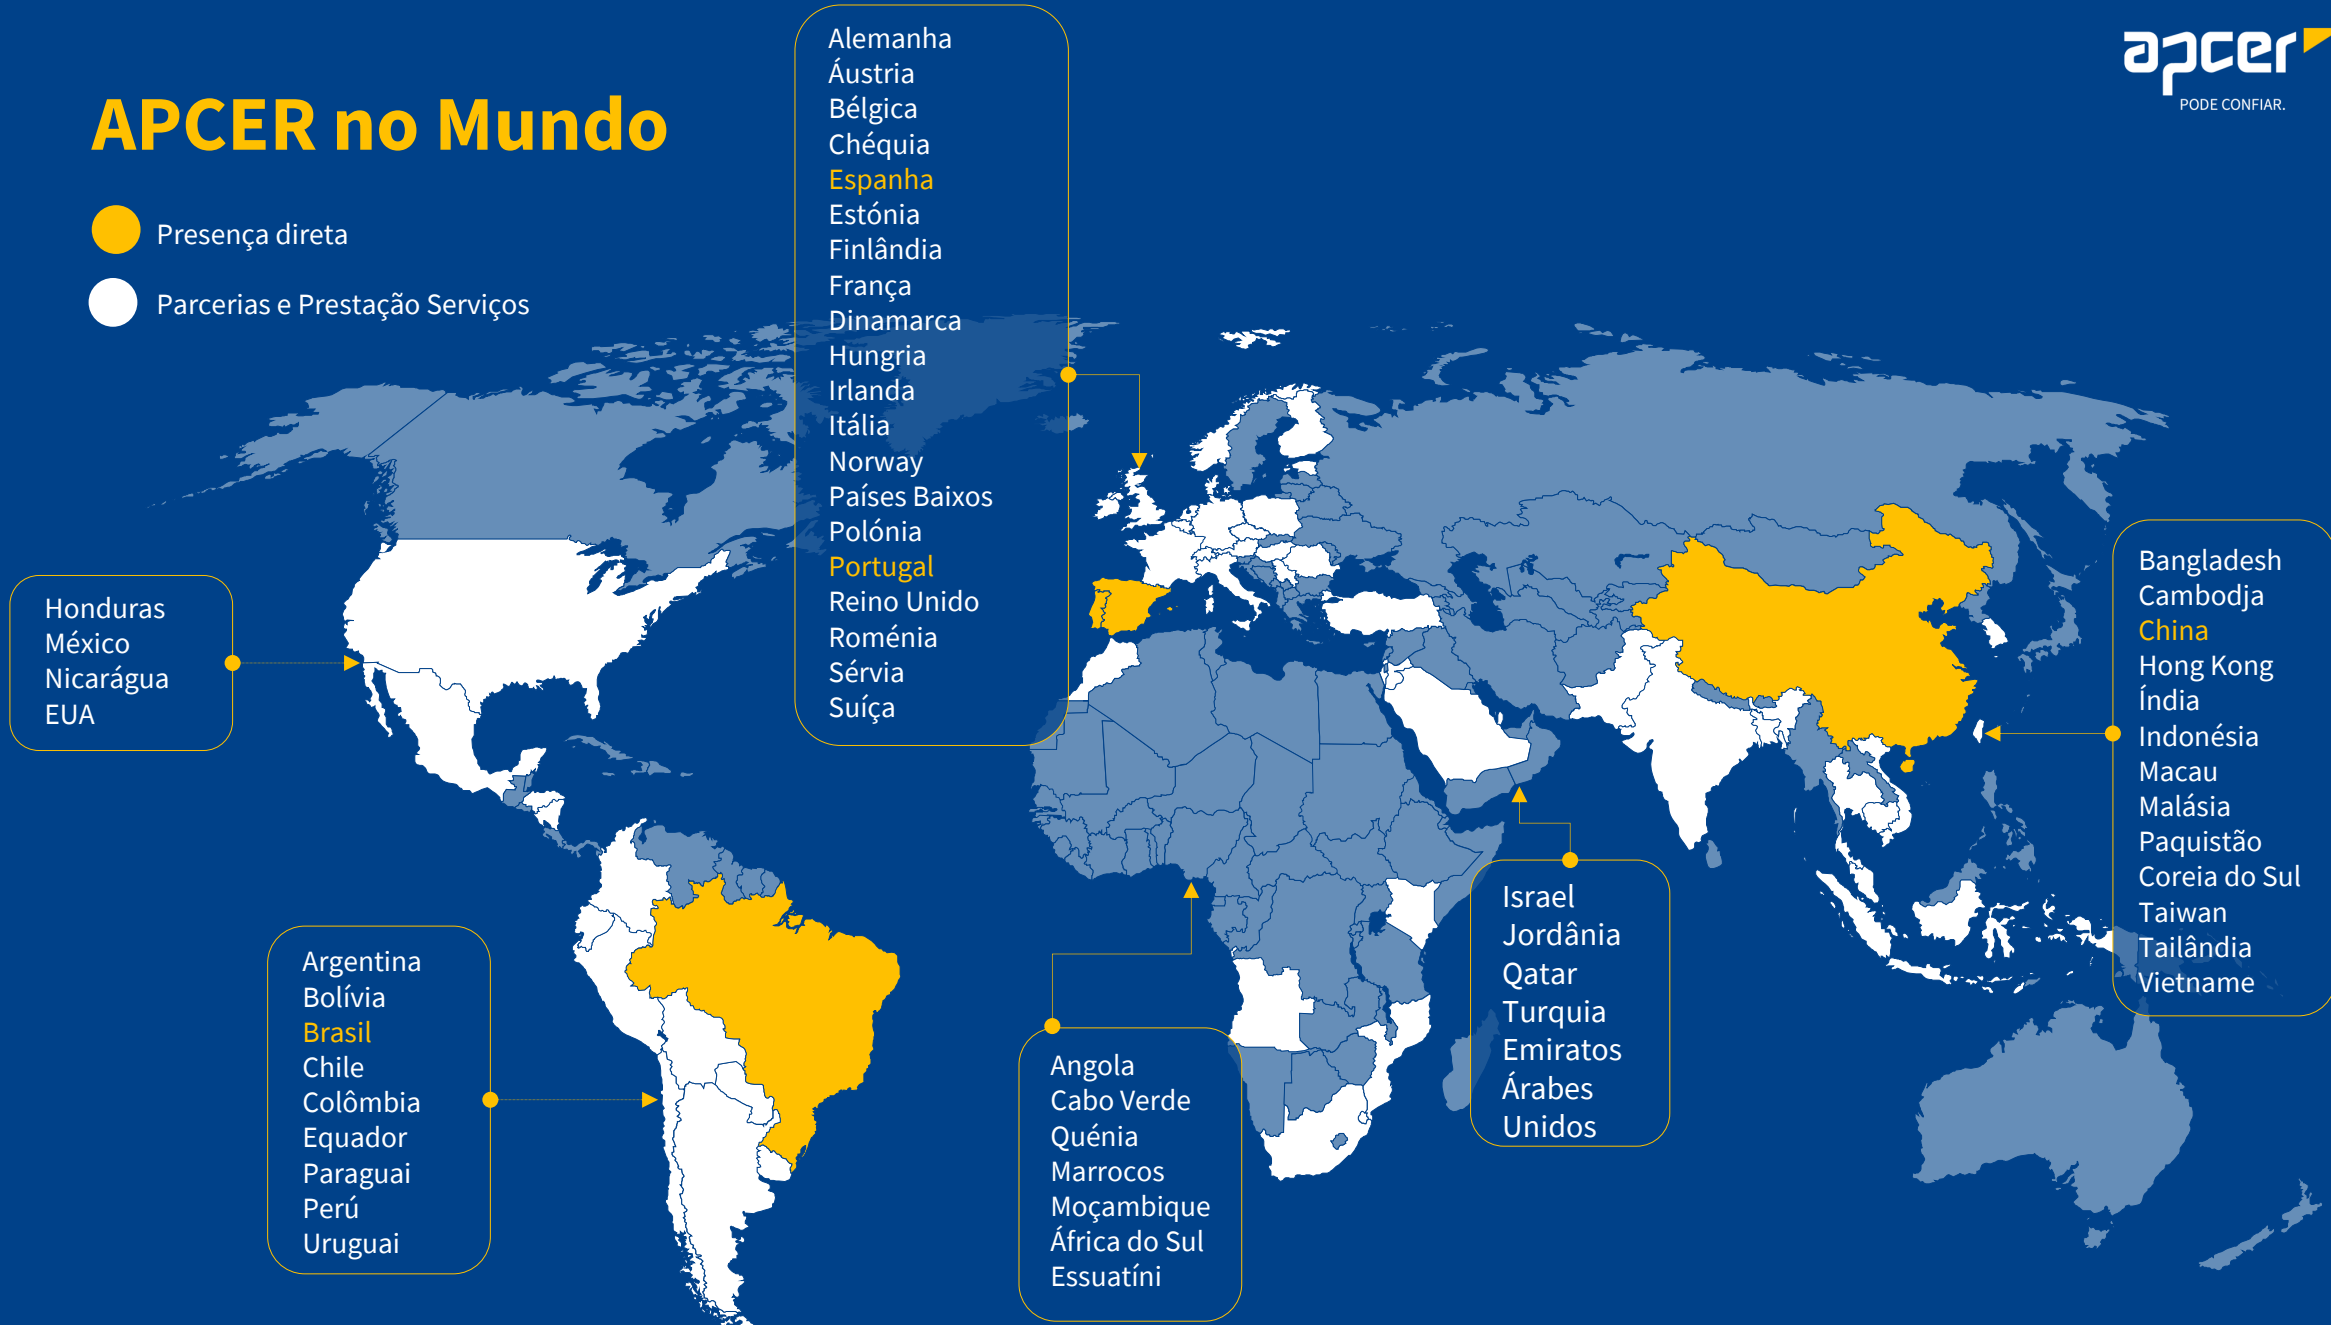 APCER no Mundo
Presença direta
Parcerias e Prestação Serviços
apcer
PODE CONFIAR.
Alemanha
Áustria
Bélgica
Chéquia
Espanha
Estónia
Finlândia
França
Dinamarca
Hungria
Irlanda
Itália
Norway
Países Baixos
Polónia
Portugal
Reino Unido
Roménia
Sérvia
Suíça
Honduras
México
Nicarágua
EUA
Argentina
Bolívia
Brasil
Chile
Colômbia
Equador
Paraguai
Perú
Uruguai
Angola
Cabo Verde
Quénia
Marrocos
Moçambique
África do Sul
Essuatíni
Israel
Jordânia
Qatar
Turquia
Emiratos
Árabes
Unidos
Bangladesh
Cambodja
China
Hong Kong
Índia
Indonésia
Macau
Malásia
Paquistão
Coreia do Sul
Taiwan
Tailândia
Vietname